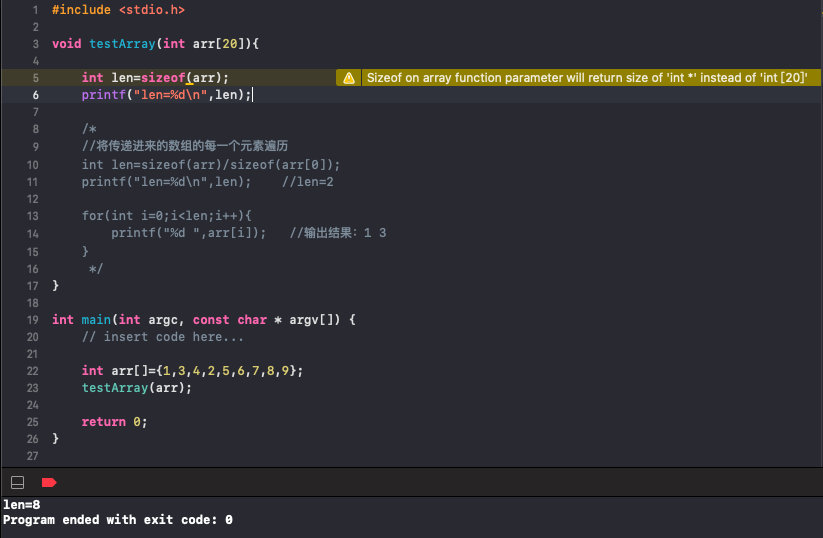 1 #include <stdio.h>
2
3 void testArray(int arr[20]){
4
5 int len=sizeof(arr); Sizeof on array function parameter will return size of 'int *' instead of 'int [20]'
6 printf("len=%d\n",len);
7
8 /*
9 //将传递进来的数组的每一个元素遍历
10 int len=sizeof(arr)/sizeof(arr[0]);
11 printf("len=%d\n",len); //len=2
12
13 for(int i=0;i<len;i++){
14 printf("%d ",arr[i]); //输出结果：1 3
15 }
16 */
17 }
18
19 int main(int argc, const char * argv[]) {
20 // insert code here...
21
22 int arr[]={1,3,4,2,5,6,7,8,9};
23 testArray(arr);
24
25 return 0;
26 }
27
len=8
Program ended with exit code: 0